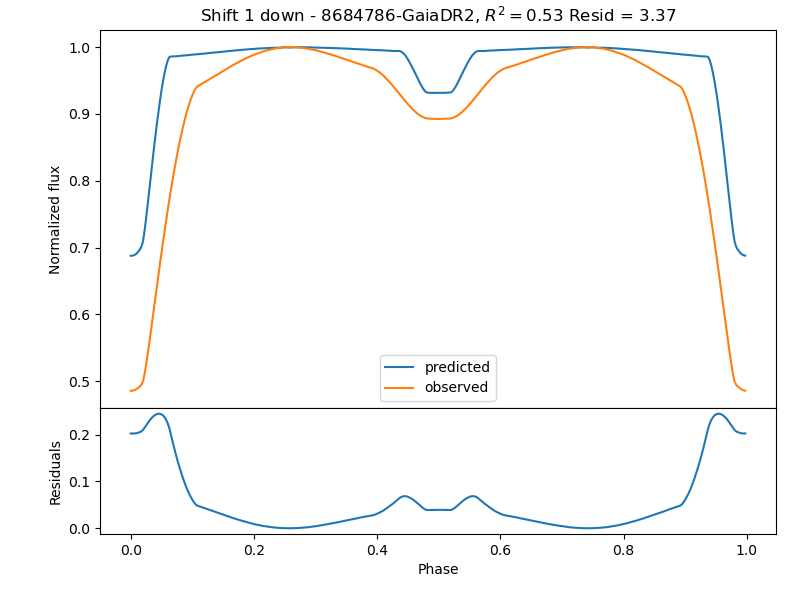 Shift 1 down - 8684786-GaiaDR2, R² = 0.53 Resid = 3.37
Normalized flux
1.0
0.9
0.8
0.7
0.6
0.5
predicted
observed
Residuals
0.2
0.1
0.0
0.0 0.2 0.4 0.6 0.8 1.0
Phase